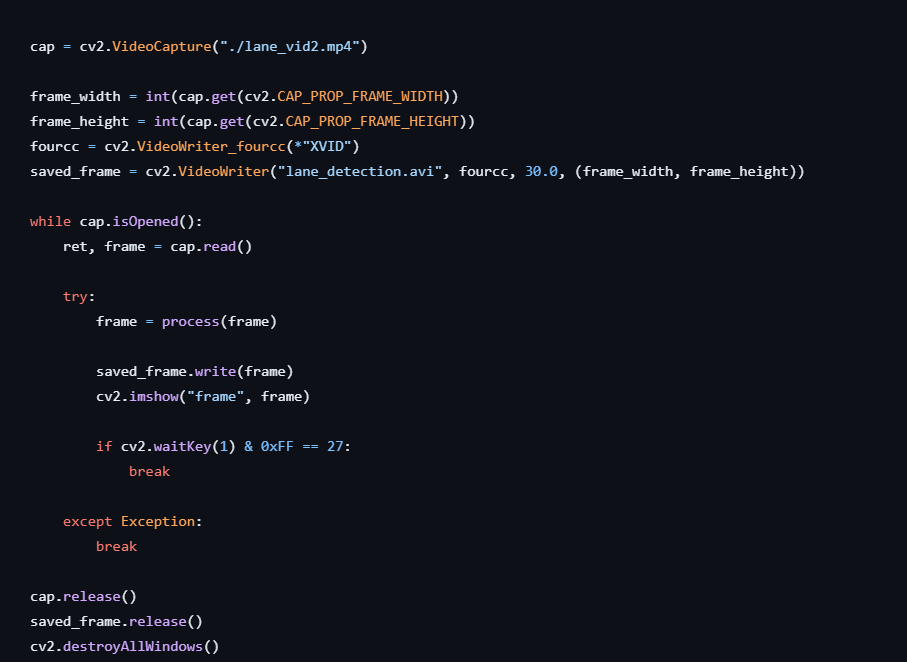 cap = cv2.VideoCapture("./lane_vid2.mp4")
frame_width = int(cap.get(cv2.CAP_PROP_FRAME_WIDTH))
frame_height = int(cap.get(cv2.CAP_PROP_FRAME_HEIGHT))
fourcc = cv2.VideoWriter_fourcc(*"XVID")
saved_frame = cv2.VideoWriter("lane_detection.avi", fourcc, 30.0, (frame_width, frame_height))
while cap.isOpened():
    ret, frame = cap.read()
    try:
        frame = process(frame)
        saved_frame.write(frame)
        cv2.imshow("frame", frame)
        if cv2.waitKey(1) & 0xFF == 27:
            break
    except Exception:
        break
cap.release()
saved_frame.release()
cv2.destroyAllWindows()